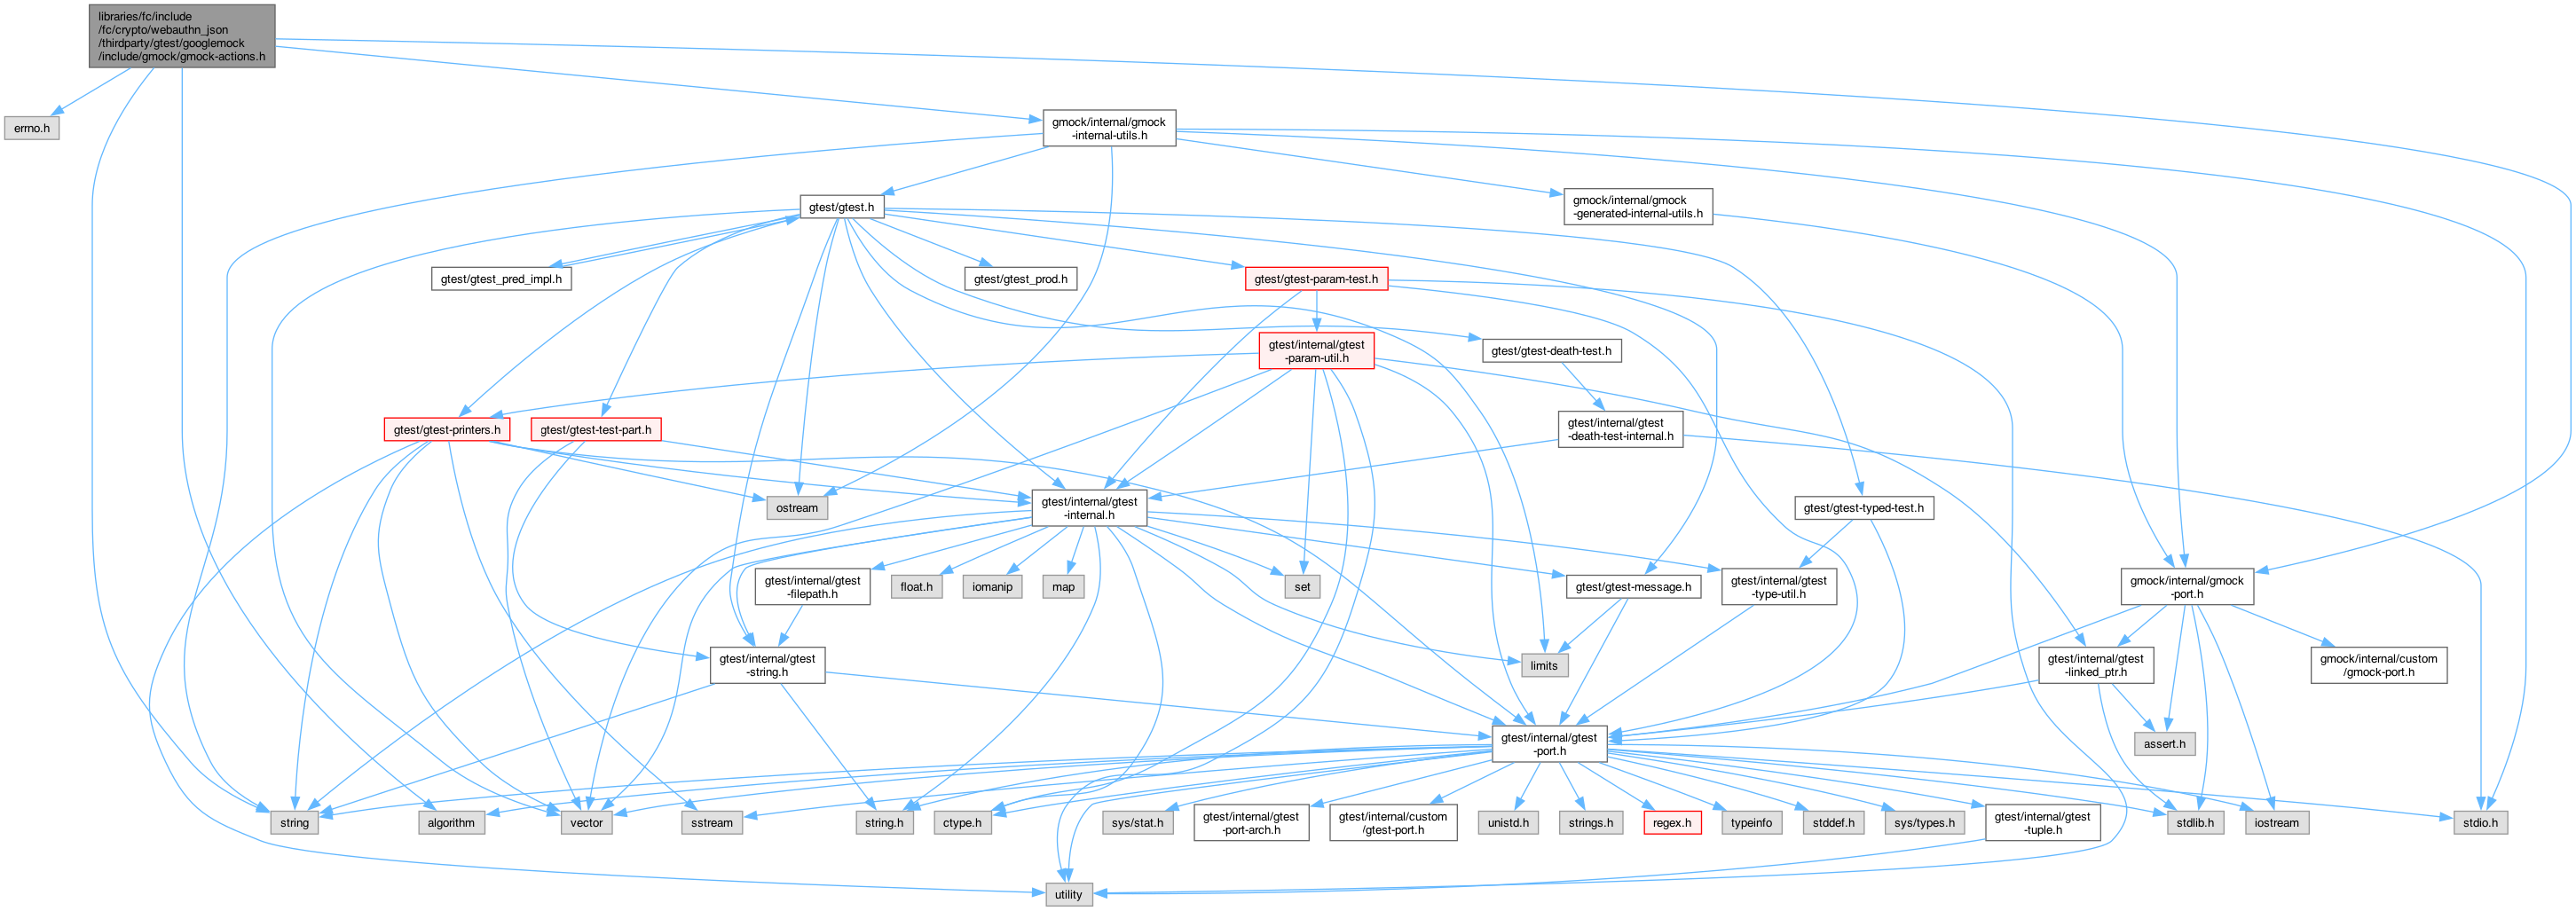 libraries/fc/include
/fc/crypto/webauthn_json
/thirdparty/gtest/googlemock
/include/gmock/gmock-actions.h
errno.h
gmock/internal/gmock
-internal-utils.h
gtest/gtest.h
gmock/internal/gmock
-generated-internal-utils.h
gtest/gtest_pred_impl.h
gtest/gtest_prod.h
gtest/gtest-param-test.h
gtest/internal/gtest
-param-util.h
gtest/gtest-death-test.h
gtest/gtest-printers.h
gtest/gtest-test-part.h
gtest/internal/gtest
-death-test-internal.h
ostream
gtest/internal/gtest
-internal.h
gtest/gtest-typed-test.h
gtest/internal/gtest
-filepath.h
float.h
iomanip
map
set
gtest/gtest-message.h
gtest/internal/gtest
-type-util.h
gmock/internal/gmock
-port.h
gtest/internal/gtest
-string.h
limits
gtest/internal/gtest
-linked_ptr.h
gmock/internal/custom
/gmock-port.h
gtest/internal/gtest
-port.h
assert.h
string
algorithm
vector
sstream
string.h
ctype.h
sys/stat.h
gtest/internal/gtest
-port-arch.h
gtest/internal/custom
/gtest-port.h
unistd.h
strings.h
regex.h
typeinfo
stddef.h
sys/types.h
gtest/internal/gtest
-tuple.h
stdlib.h
iostream
stdio.h
utility